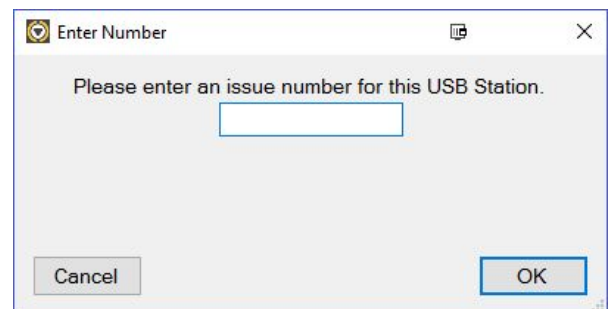 Enter Number
Please enter an issue number for this USB Station.
Cancel
OK